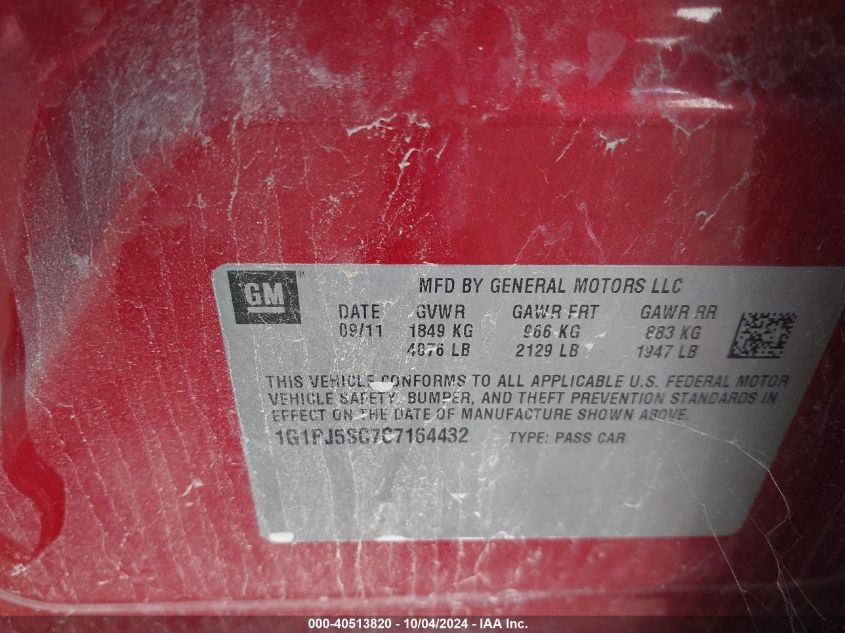 GM ®
MFD BY GENERAL MOTORS LLC
DATE GVWR GAWR FRT GAWR RR
09/11 1849 KG 966 KG 883 KG
4076 LB 2129 LB 1947 LB
THIS VEHICLE CONFORMS TO ALL APPLICABLE U.S. FEDERAL MOTOR
VEHICLE SAFETY, BUMPER, AND THEFT PREVENTION STANDARDS IN
EFFECT ON THE DATE OF MANUFACTURE SHOWN ABOVE.
1G1PJ5SC7C7164432 TYPE: PASS CAR
000-40513820 - 10/04/2024 - IAA Inc.